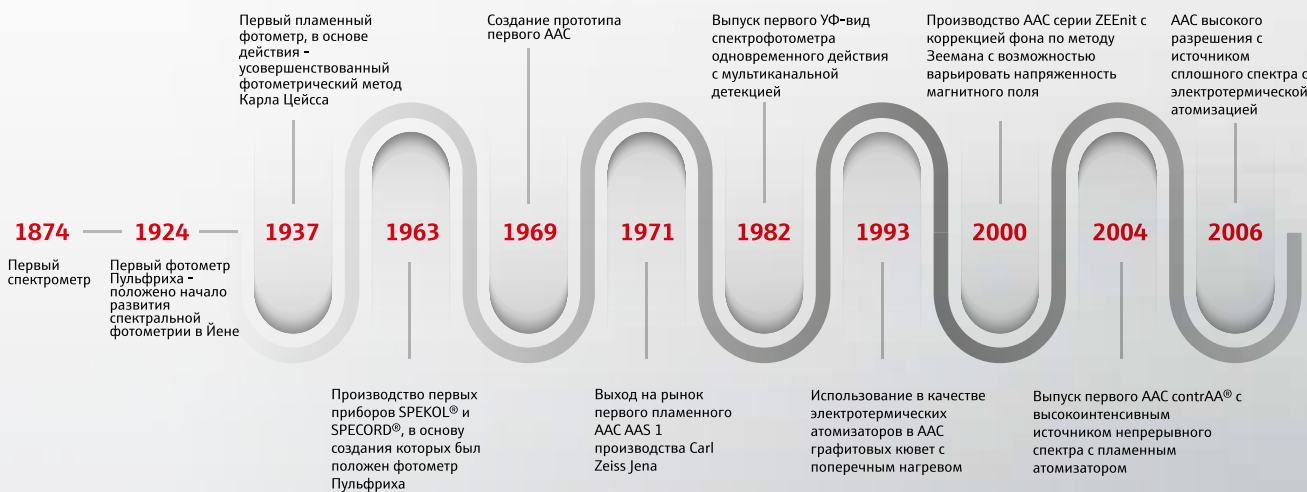 Первый пламенный
фотометр, в основе
действия -
усовершенствованный
фотометрический метод
Карла Цейсса
Создание прототипа
первого ААС
Выпуск первого УФ-вид
спектрофотометра
одновременного действия
с мультиканальной
детекцией
Производство ААС серии ZEEnit с
коррекцией фона по методу
Зеемана с возможностью
варьировать напряженность
магнитного поля
ААС высокого
разрешения с
источником
сплошного спектра с
электротермической
атомизацией
1874
1924
1937
1963
1969
1971
1982
1993
2000
2004
2006
Первый
спектрометр
Первый фотометр
Пульфриха -
положено начало
развития
спектральной
фотометрии в Йене
Производство первых
приборов SPEKOL® и
SPECORD®, в основу
создания которых был
положен фотометр
Пульфриха
Выход на рынок
первого пламенного
ААС AAS 1
производства Carl
Zeiss Jena
Использование в качестве
электротермических
атомизаторов в ААС
графитовых кювет с
поперечным нагревом
Выпуск первого ААС contrAA® с
высокоинтенсивным
источником непрерывного
спектра с пламенным
атомизатором